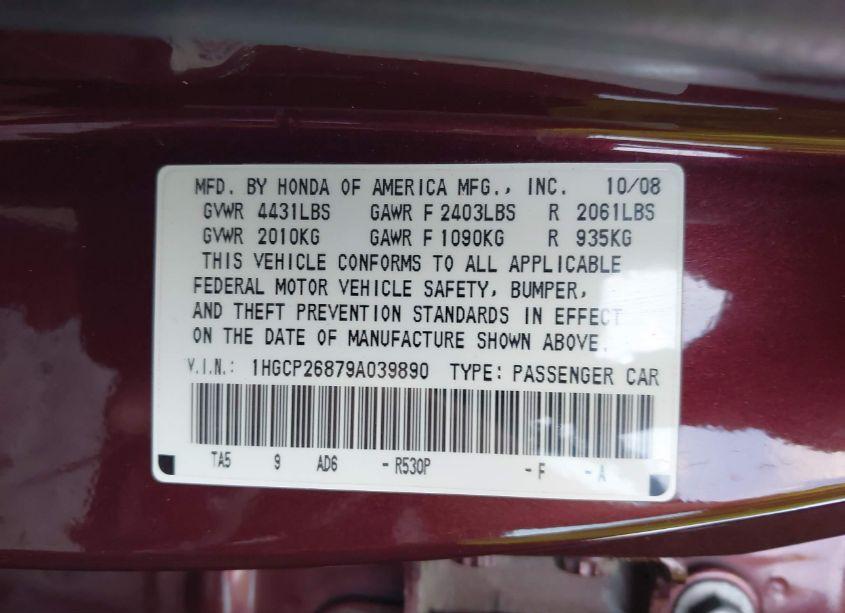 MFD. BY HONDA OF AMERICA MFG., INC. 10/08
GVWR 4431LBS GAWR F 2403LBS R 2061LBS
GVWR 2010KG GAWR F 1090KG R 935KG
THIS VEHICLE CONFORMS TO ALL APPLICABLE
FEDERAL MOTOR VEHICLE SAFETY, BUMPER,
AND THEFT PREVENTION STANDARDS IN EFFECT
ON THE DATE OF MANUFACTURE SHOWN ABOVE.
V.I.N.: 1HGCP26879A039890 TYPE: PASSENGER CAR
TA5 9 AD6 - R530P - F - A